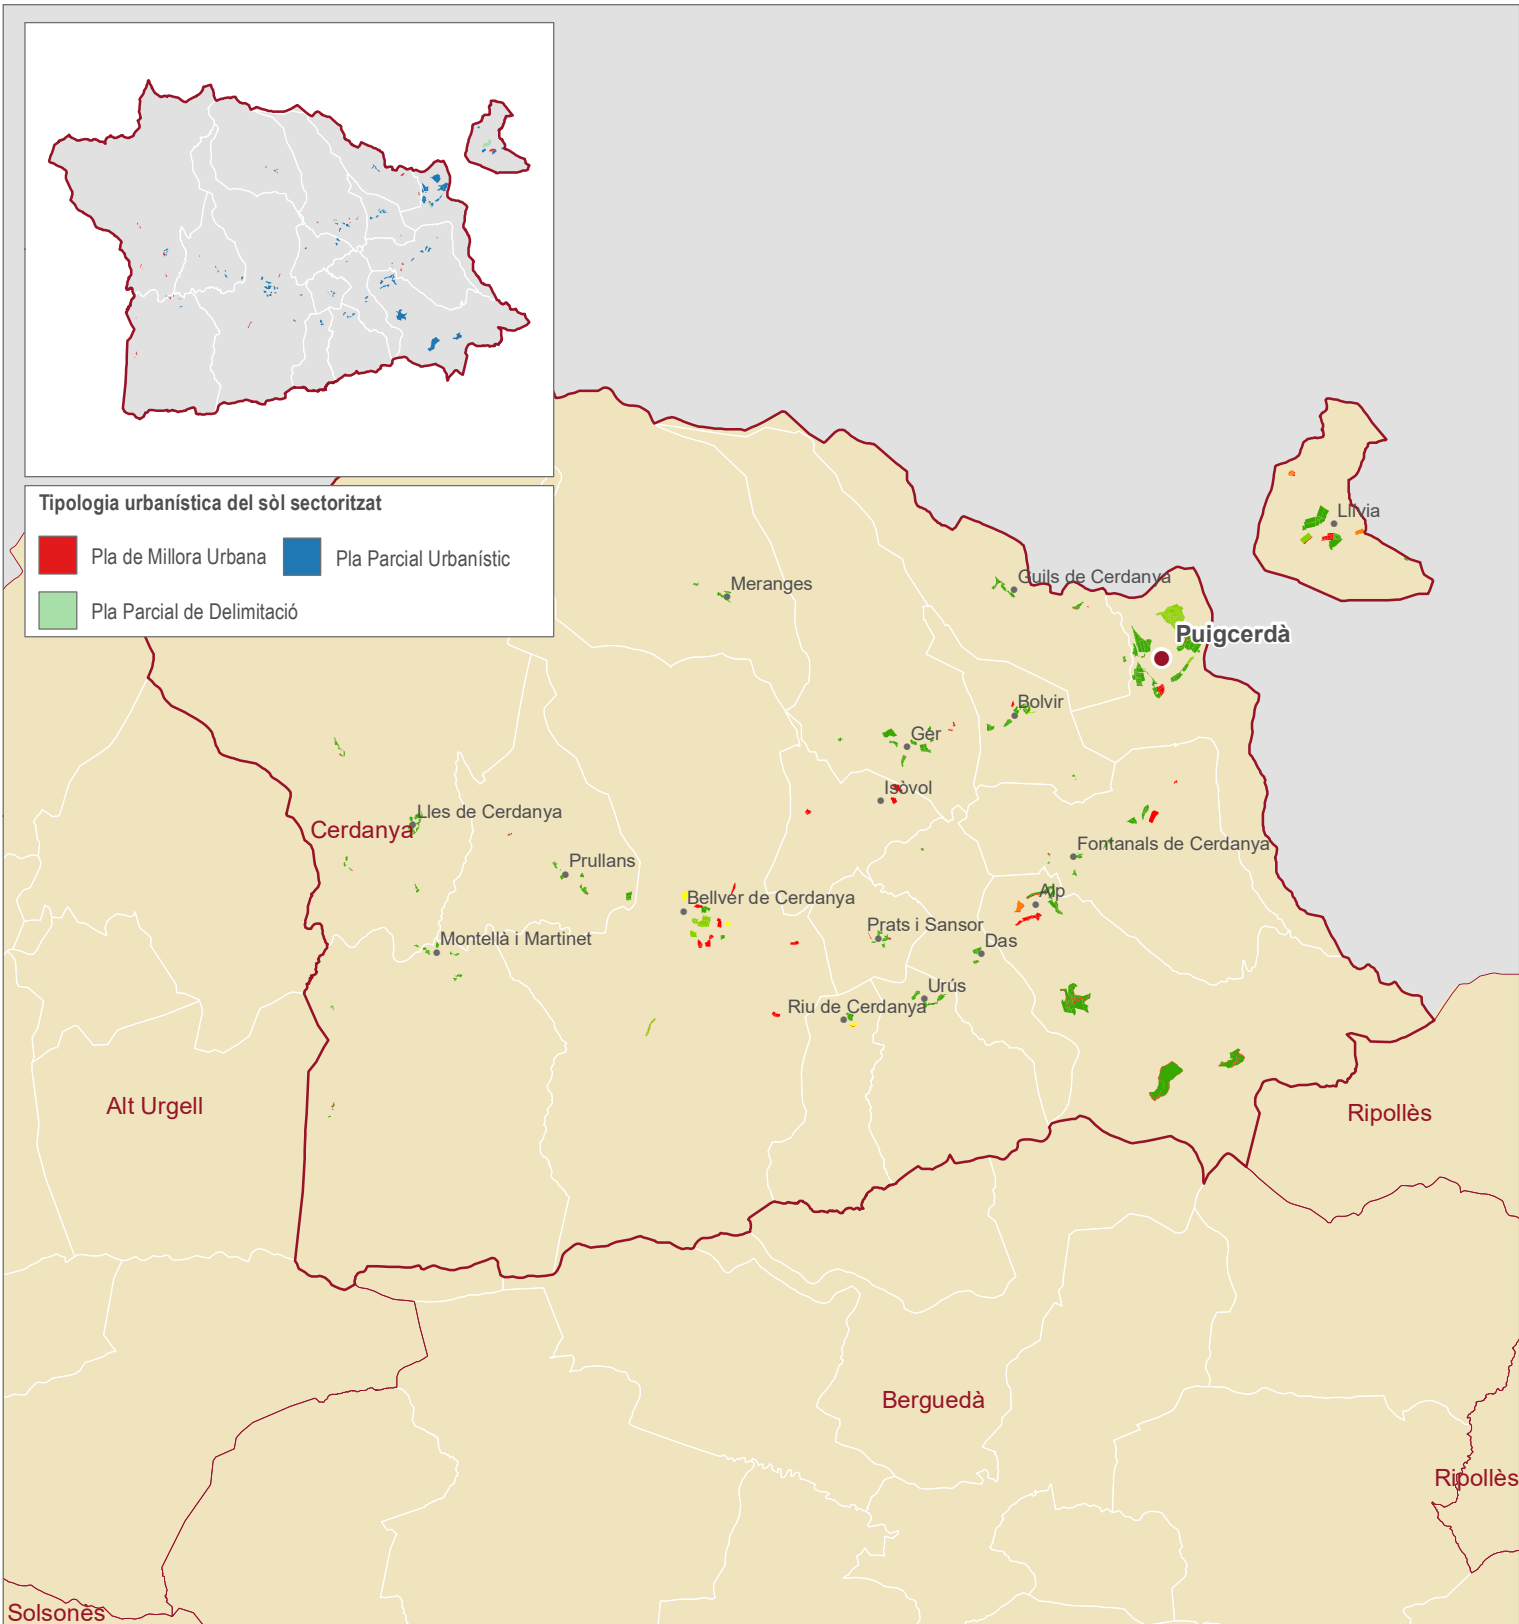 Tipologia urbanística del sòl sectoritzat
Pla de Millora Urbana
Pla Parcial Urbanístic
Pla Parcial de Delimitació
Llívia
Meranges
Guils de Cerdanya
Puigcerdà
Bolvir
Ger
Isòvol
Lles de Cerdanya
Cerdanya
Fontanals de Cerdanya
Prullans
Alp
Bellver de Cerdanya
Prats i Sansor
Montellà i Martinet
Das
Urús
Riu de Cerdanya
Alt Urgell
Ripollès
Berguedà
Ripollès
Solsonès